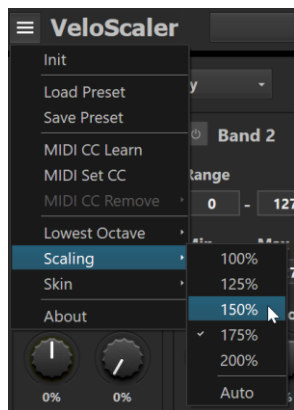 VeloScaler
Init
Load Preset
y
Save Preset
Band 2
MIDI CC Learn
MIDI Set CC
Range
MIDI CC Remove
0 - 127
Lowest Octave
Scaling
100%
Skin
125%
About
150%
175%
200%
Auto
0%
0%